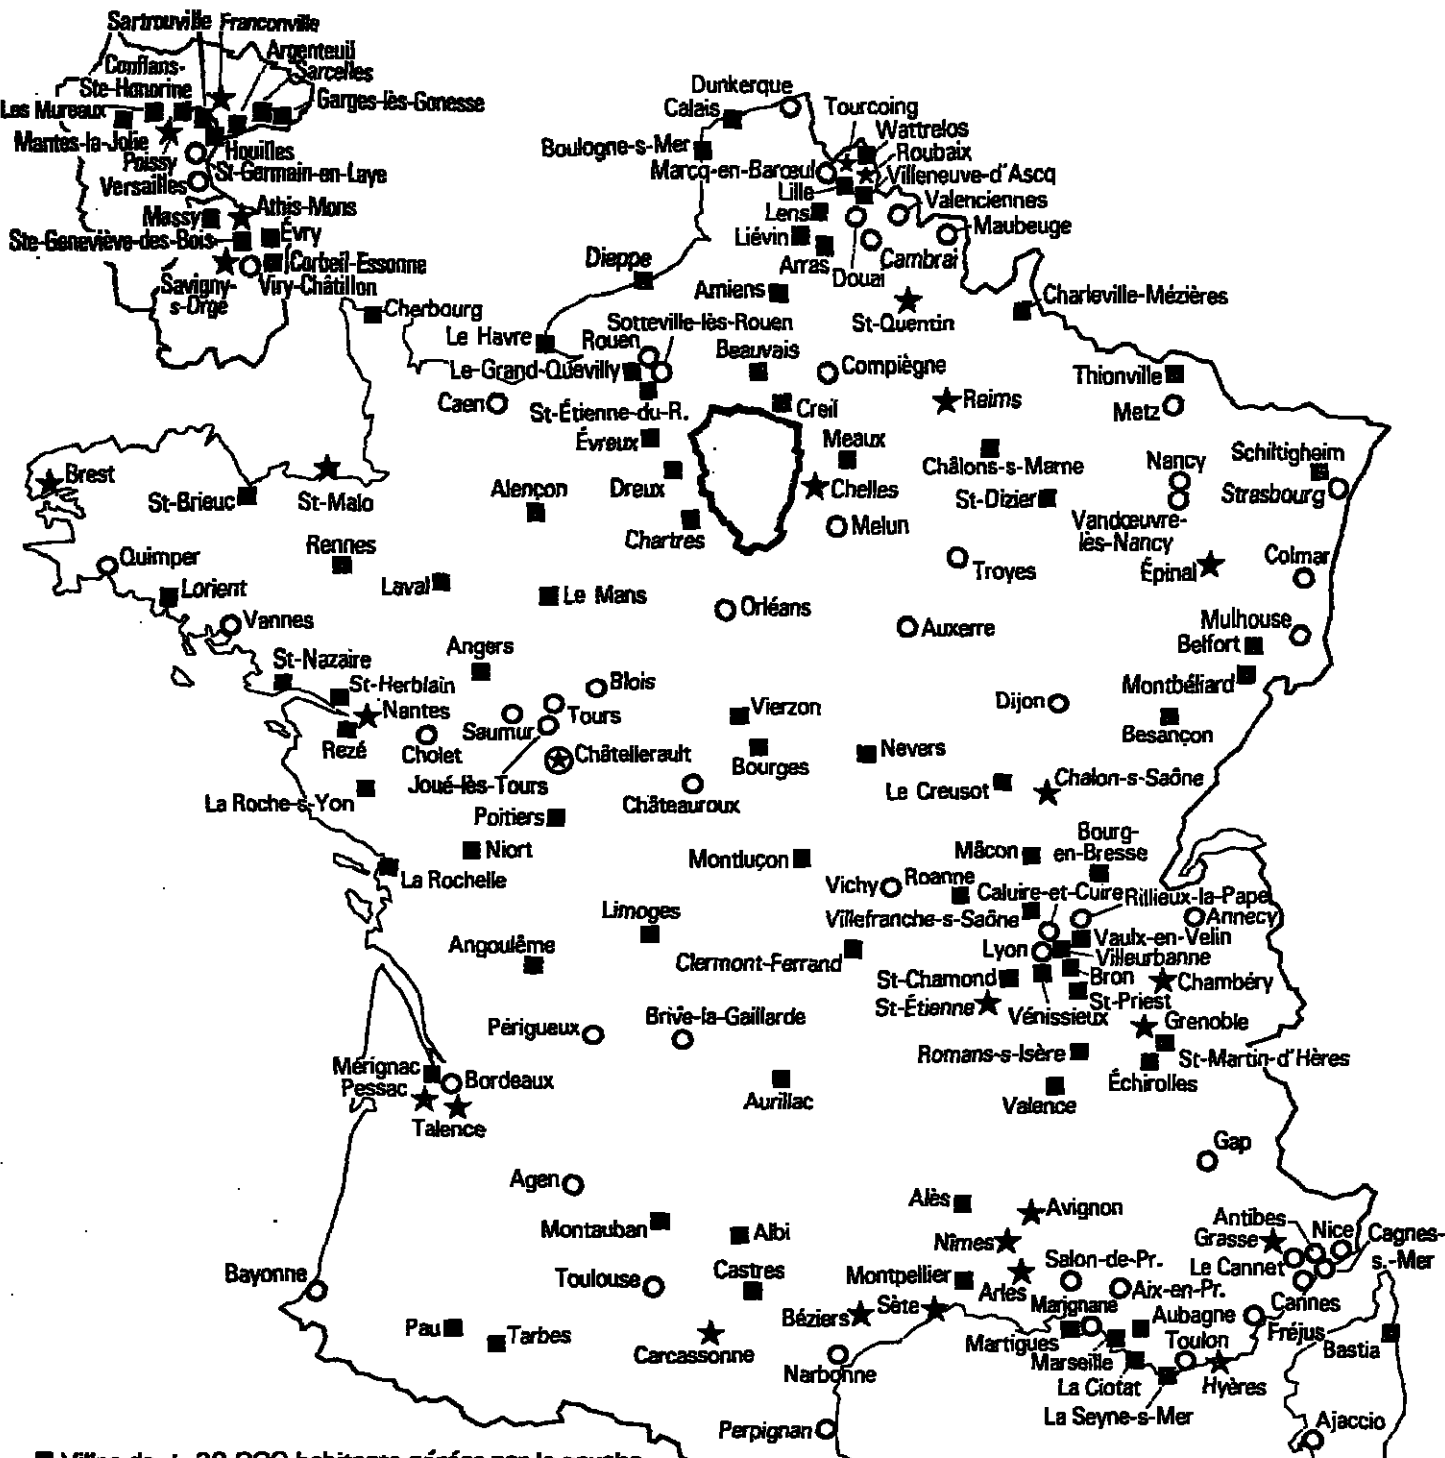 Sartrouville
Franconville
Argenteuil
Sarcelles
Conflans-
Ste-Honorine
Garges-lès-Gonesse
Les Mureaux
Mantes-la-Jolie
Poissy
Houilles
St-Germain-en-Laye
Versailles
Athis-Mons
Massy
Évry
Ste-Geneviève-des-Bois
Corbeil-Essonne
Savigny-
s-Orge
Viry-Châtillon
Dunkerque
Calais
Tourcoing
Wattrelos
Boulogne-s-Mer
Roubaix
Marcq-en-Barœul
Villeneuve-d'Ascq
Lille
Valenciennes
Lens
Maubeuge
Liévin
Arras
Cambrai
Douai
Dieppe
Amiens
St-Quentin
Charleville-Mézières
Cherbourg
Le Havre
Sotteville-lès-Rouen
Rouen
Beauvais
Compiègne
Le-Grand-Quevilly
Thionville
Caen
St-Étienne-du-R.
Creil
Reims
Metz
Évreux
Meaux
Châlons-s-Marne
Nancy
Schiltigheim
Brest
St-Brieuc
St-Malo
Alençon
Dreux
Chelles
St-Dizier
Strasbourg
Chartres
Melun
Vandœuvre-
lès-Nancy
Quimper
Rennes
Troyes
Épinal
Colmar
Lorient
Laval
Le Mans
Orléans
Vannes
Auxerre
Mulhouse
Belfort
St-Nazaire
Angers
St-Herblain
Blois
Montbéliard
Nantes
Saumur
Tours
Vierzon
Dijon
Rezé
Cholet
Châtellerault
Bourges
Nevers
Besançon
Joué-lès-Tours
Châteauroux
Le Creusot
Chalon-s-Saône
La Roche-s-Yon
Poitiers
Niort
Montluçon
Mâcon
Bourg-
en-Bresse
La Rochelle
Vichy
Roanne
Caluire-et-Cuire
Rillieux-la-Pape
Limoges
Villefranche-s-Saône
Annecy
Angoulême
Clermont-Ferrand
Lyon
Vaulx-en-Velin
Villeurbanne
St-Chamond
Bron
Chambéry
St-Étienne
St-Priest
Périgueux
Brive-la-Gaillarde
Vénissieux
Grenoble
Romans-s-Isère
St-Martin-d'Hères
Mérignac
Pessac
Bordeaux
Échirolles
Talence
Aurillac
Valence
Gap
Agen
Alès
Avignon
Montauban
Albi
Nîmes
Antibes
Nice
Cagnes-
s.-Mer
Grasse
Bayonne
Toulouse
Castres
Montpellier
Arles
Salon-de-Pr.
Aix-en-Pr.
Le Cannet
Cannes
Pau
Tarbes
Béziers
Sète
Marignane
Aubagne
Fréjus
Carcassonne
Martigues
Toulon
Bastia
Narbonne
Marseille
La Ciotat
Hyères
La Seyne-s-Mer
Perpignan
Ajaccio